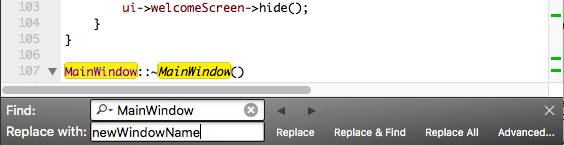 103 ui->welcomeScreen->hide();
104 }
105 }
106
107 MainWindow::~MainWindow()
Find: MainWindow
Replace with: newWindowName Replace Replace & Find Replace All Advanced...